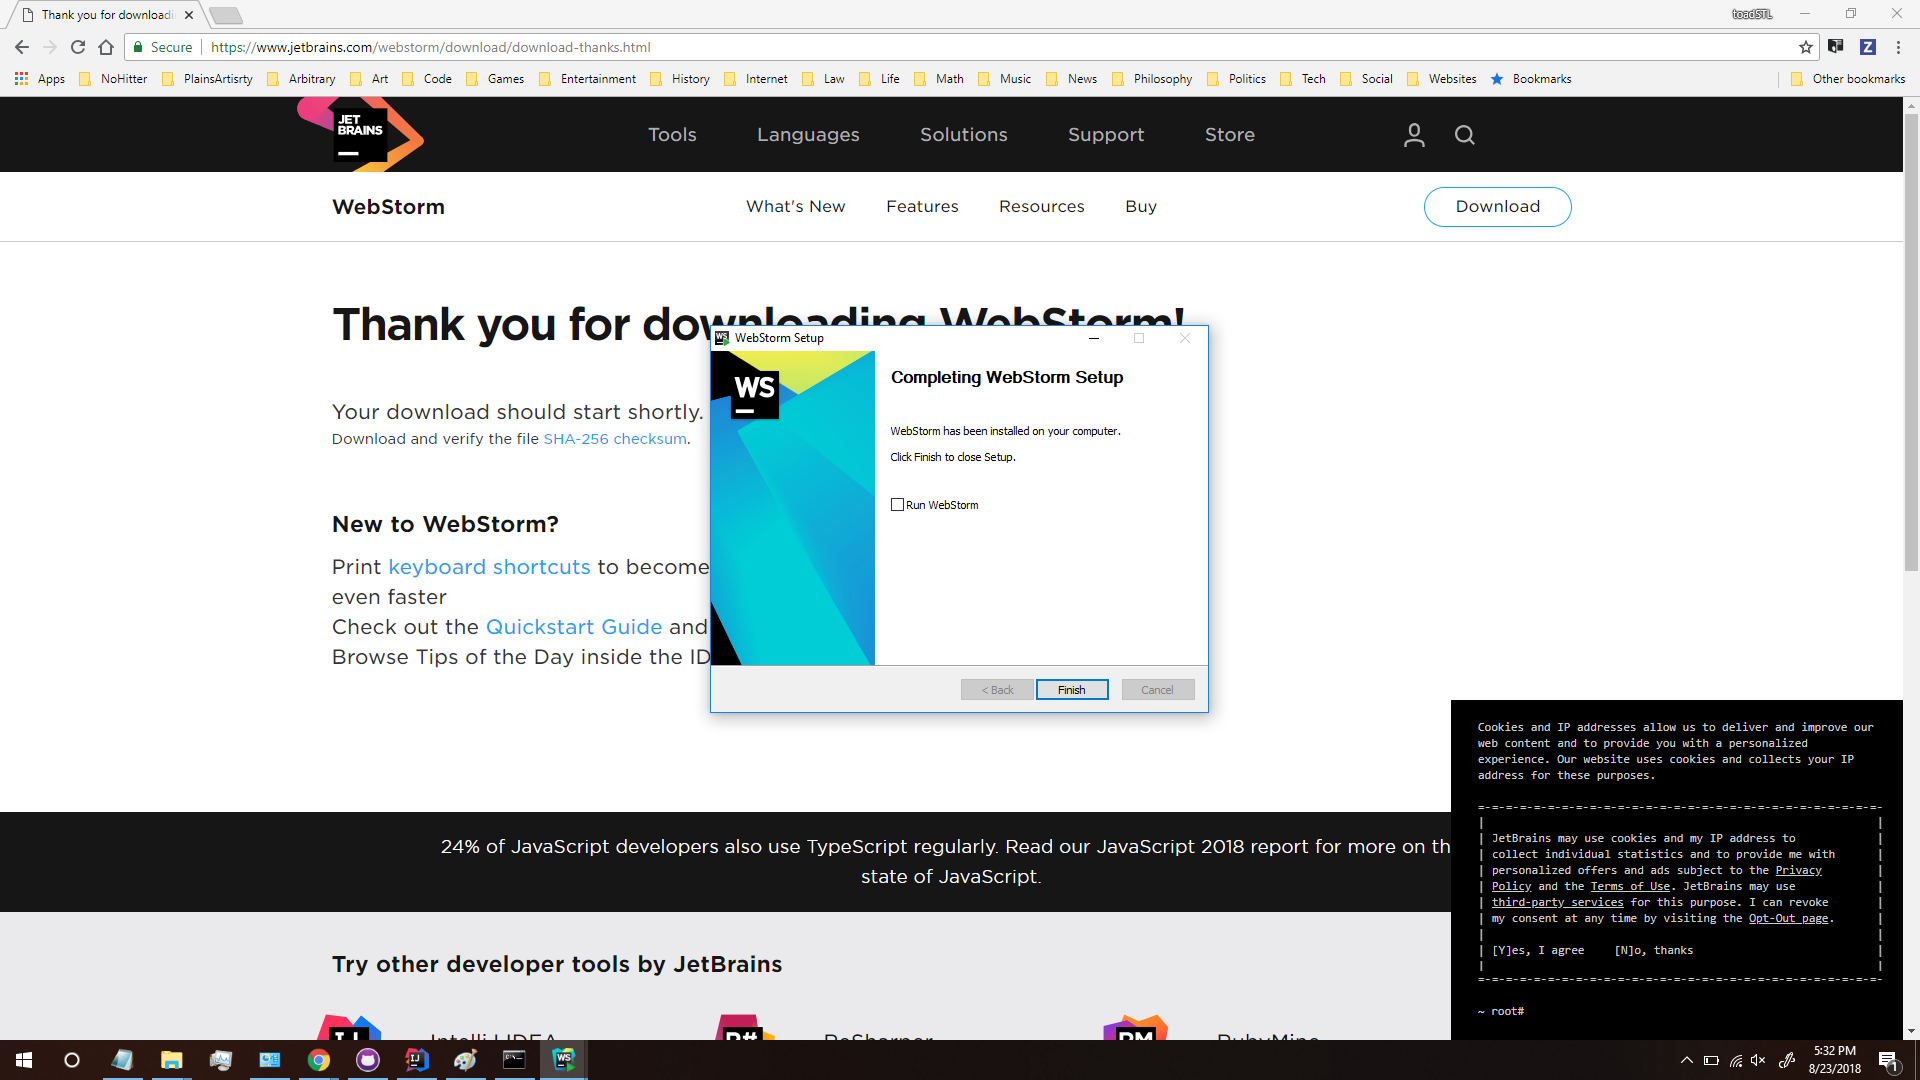 Thank you for downloadi
toadSTL
Secure
https://www.jetbrains.com/webstorm/download/download-thanks.html
Z
Apps NoHitter PlainsArtisrty Arbitrary Art Code Games Entertainment History Internet Law Life Math Music News Philosophy Politics Tech Social Websites Bookmarks Other bookmarks
JET
BRAINS
Tools Languages Solutions Support Store
WebStorm
What's New Features Resources Buy
Download
Thank you for downloading WebStorm!
WS WebStorm Setup
WS
Completing WebStorm Setup
WebStorm has been installed on your computer.
Click Finish to close Setup.
Run WebStorm
< Back Finish Cancel
Your download should start shortly.
Download and verify the file SHA-256 checksum.
New to WebStorm?
Print keyboard shortcuts to become
even faster
Check out the Quickstart Guide and
Browse Tips of the Day inside the ID
Cookies and IP addresses allow us to deliver and improve our
web content and to provide you with a personalized
experience. Our website uses cookies and collects your IP
address for these purposes.
JetBrains may use cookies and my IP address to
collect individual statistics and to provide me with
personalized offers and ads subject to the Privacy
Policy and the Terms of Use. JetBrains may use
third-party services for this purpose. I can revoke
my consent at any time by visiting the Opt-Out page.
[Y]es, I agree [N]o, thanks
~ root#
24% of JavaScript developers also use TypeScript regularly. Read our JavaScript 2018 report for more on th
state of JavaScript.
Try other developer tools by JetBrains
IJ IntelliJ IDEA
R# ReSharper
RM RubyMine
IJ
WS
5:32 PM
8/23/2018
1